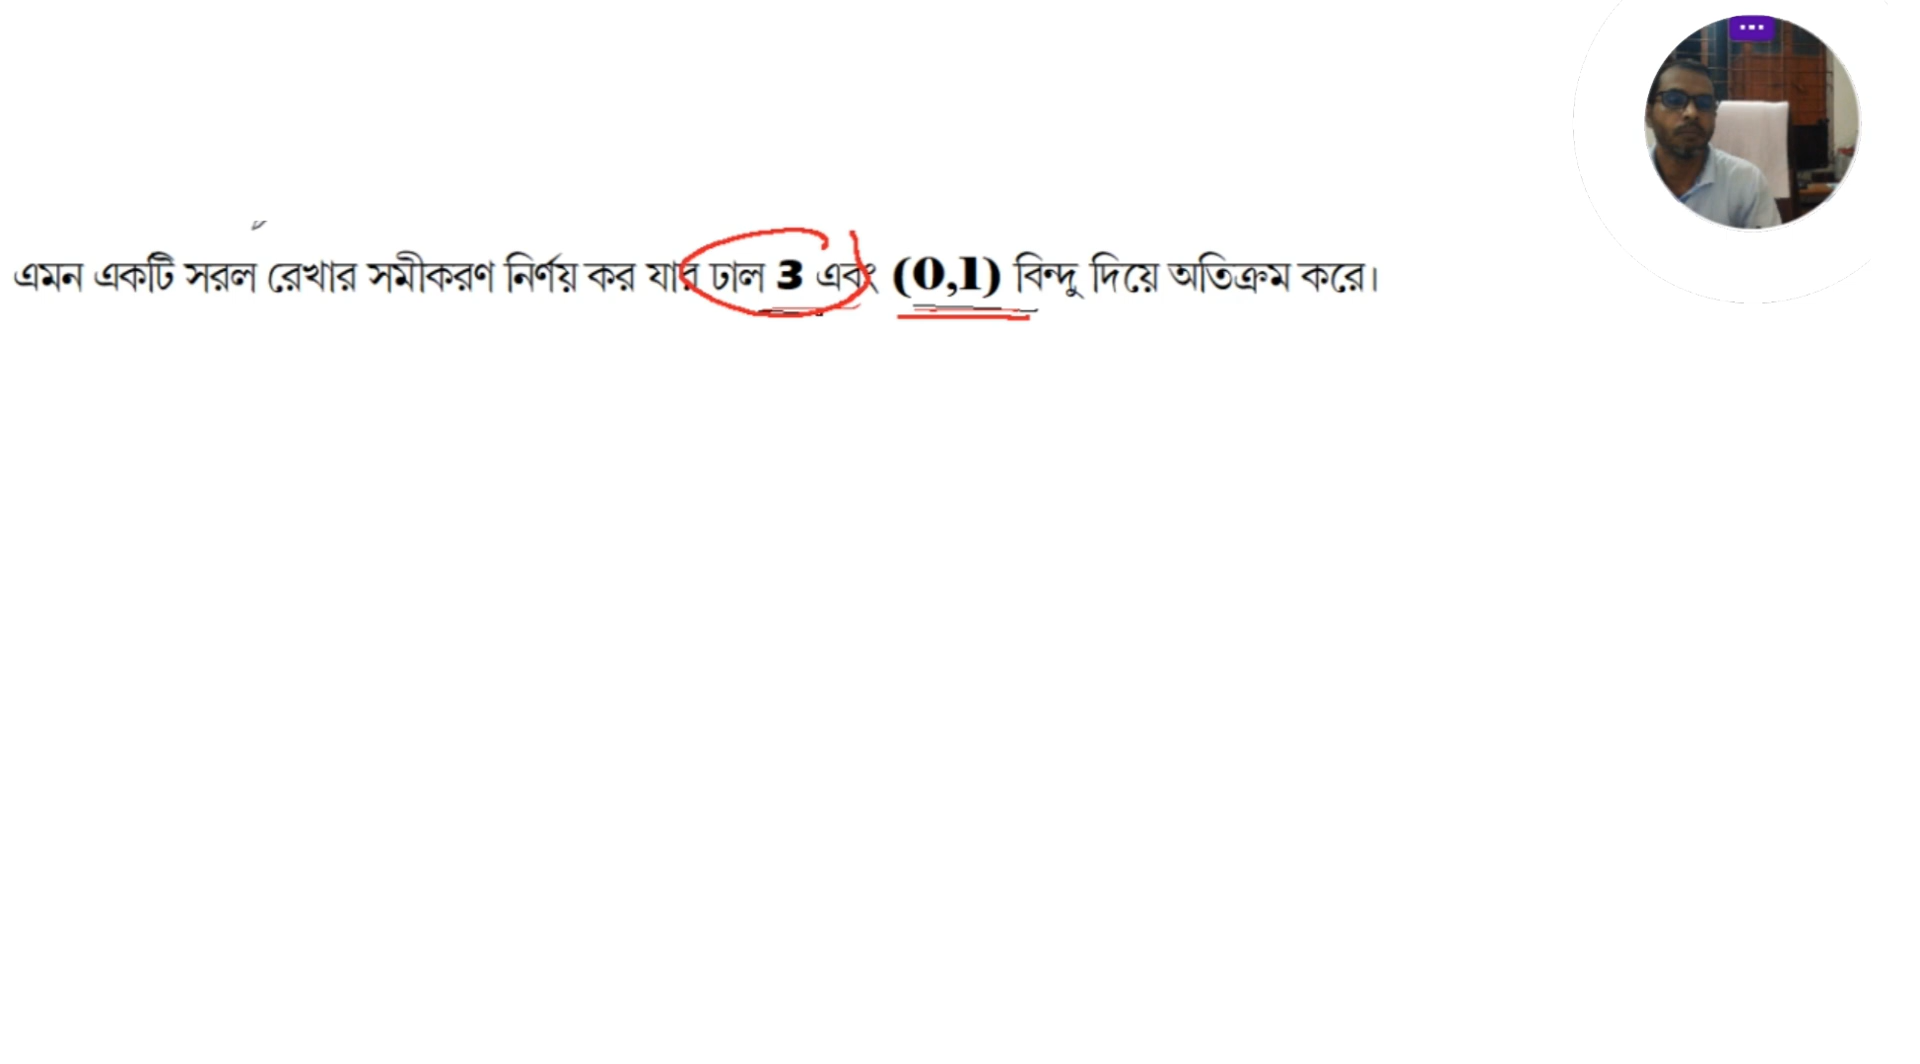 এমন একটি সরল রেখার সমীকরণ নির্ণয় কর যার ঢাল 3 এবং (0,1) বিন্দু দিয়ে অতিক্রম করে।